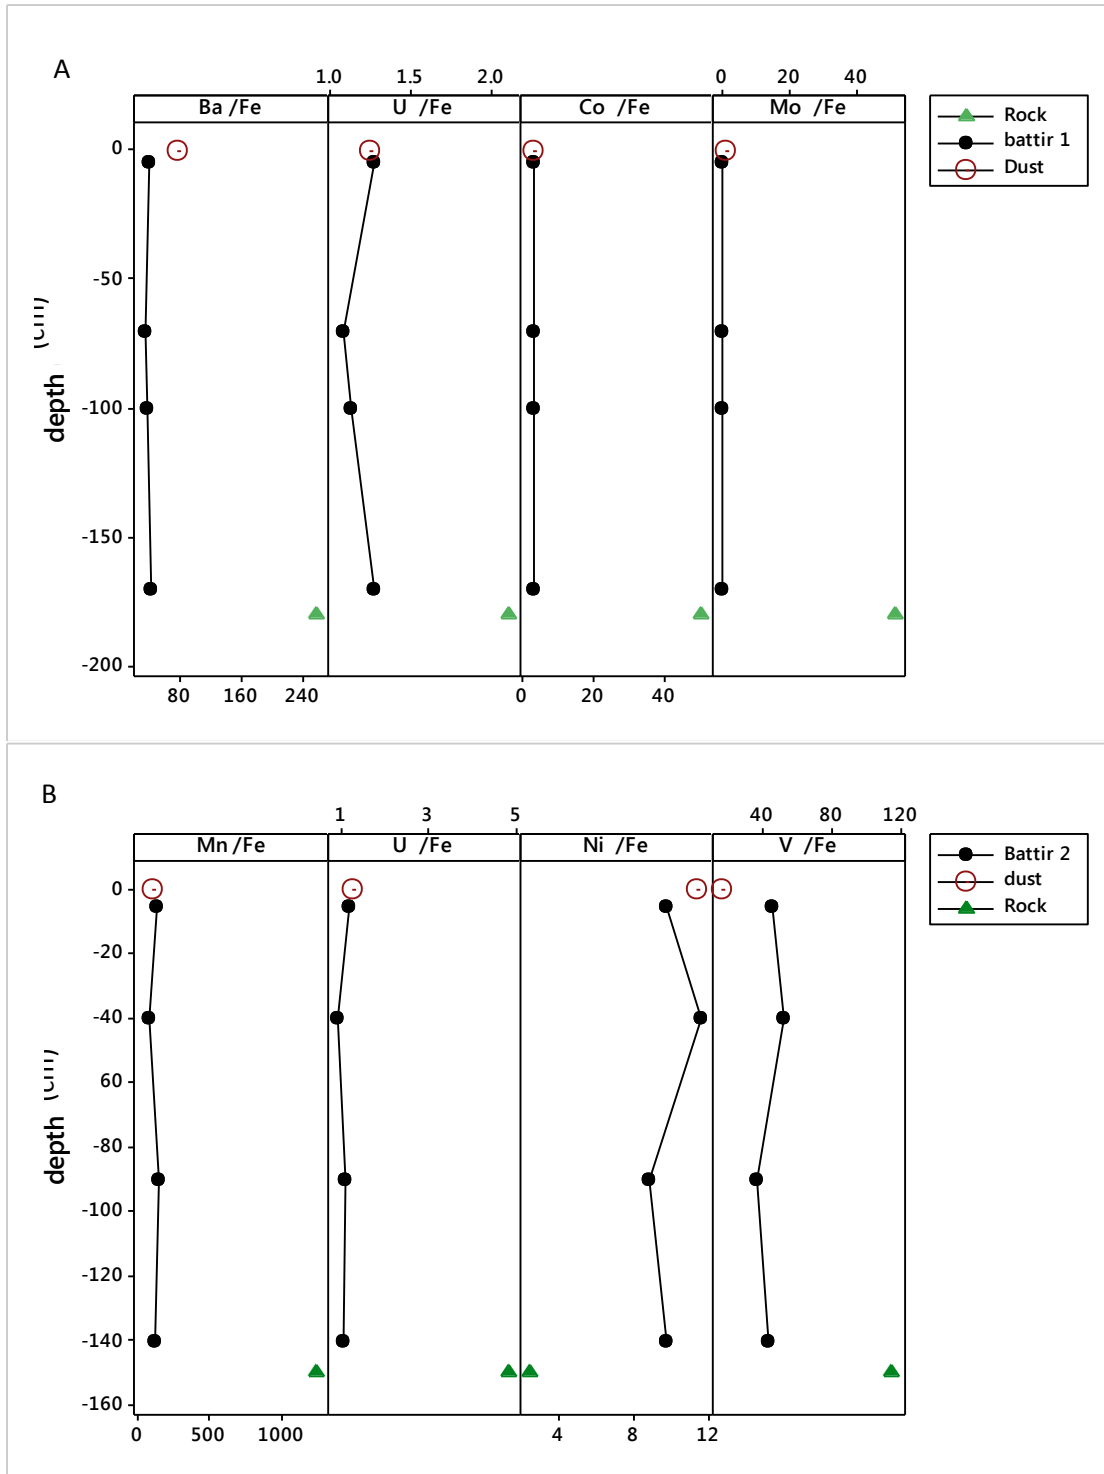 A
1.0 1.5 2.0 0 20 40
Ba /Fe U /Fe Co /Fe Mo /Fe
Rock
battir 1
Dust
0
-50
-100
-150
-200
depth (cm)
80 160 240 0 20 40
B
1 3 5 40 80 120
Mn /Fe U /Fe Ni /Fe V /Fe
Battir 2
dust
Rock
0
-20
-40
60
-80
-100
-120
-140
-160
depth (cm)
0 500 1000 4 8 12